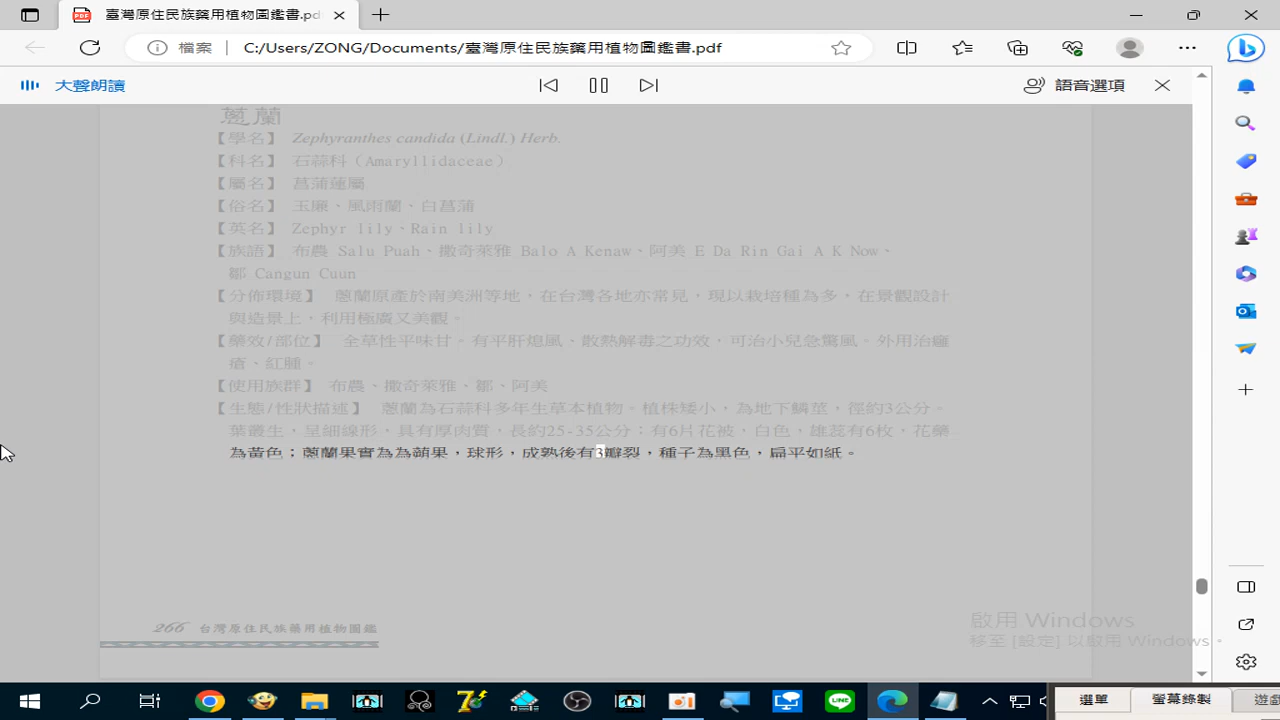 臺灣原住民族藥用植物圖鑑書.pdf
檔案
C:/Users/ZONG/Documents/臺灣原住民族藥用植物圖鑑書.pdf
大聲朗讀
語音選項
蔥蘭
【學名】 Zephyranthes candida (Lindl.) Herb.
【科名】 石蒜科（Amaryllidaceae）
【屬名】 菖蒲蓮屬
【俗名】 玉簾、風雨蘭、白菖蒲
【英名】 Zephyr lily、Rain lily
【族語】 布農 Salu Puah、撒奇萊雅 Balo A Kenaw、阿美 E Da Rin Gai A K Now、
鄒 Cangun Cuun
【分佈環境】 蔥蘭原產於南美洲等地，在台灣各地亦常見，現以栽培種為多，在景觀設計
與造景上，利用極廣又美觀。
【藥效/部位】 全草性平味甘。有平肝熄風、散熱解毒之功效，可治小兒急驚風。外用治癰
瘡、紅腫。
【使用族群】 布農、撒奇萊雅、鄒、阿美
【生態/性狀描述】 蔥蘭為石蒜科多年生草本植物。植株矮小，為地下鱗莖，徑約3公分。
葉叢生，呈細線形，具有厚肉質，長約25-35公分；有6片花被，白色，雄蕊有6枚，花藥
為黃色；蔥蘭果實為為蒴果，球形，成熟後有3瓣裂，種子為黑色，扁平如紙。
266 台灣原住民族藥用植物圖鑑
啟用 Windows
移至 [設定] 以啟用 Windows。
選單
螢幕錄製
遊戲